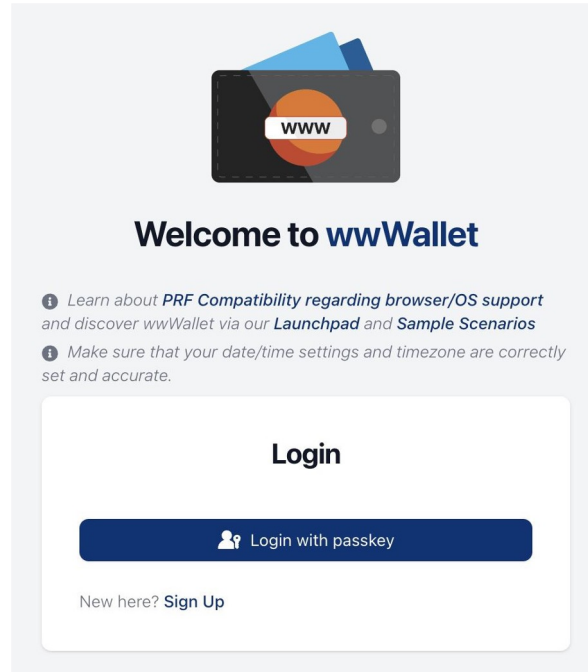 www
Welcome to wwWallet
Learn about PRF Compatibility regarding browser/OS support
and discover wwWallet via our Launchpad and Sample Scenarios
Make sure that your date/time settings and timezone are correctly
set and accurate.
Login
Login with passkey
New here? Sign Up